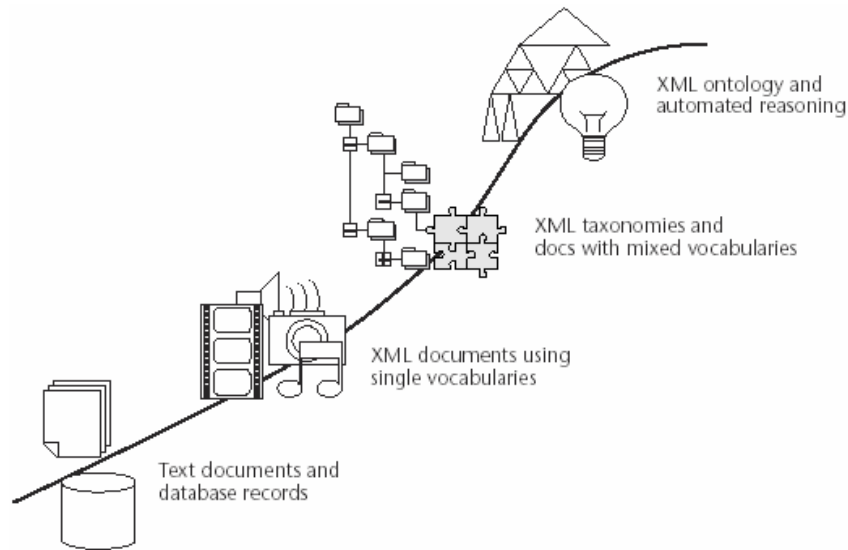 XML ontology and
automated reasoning
XML taxonomies and
docs with mixed vocabularies
XML documents using
single vocabularies
Text documents and
database records